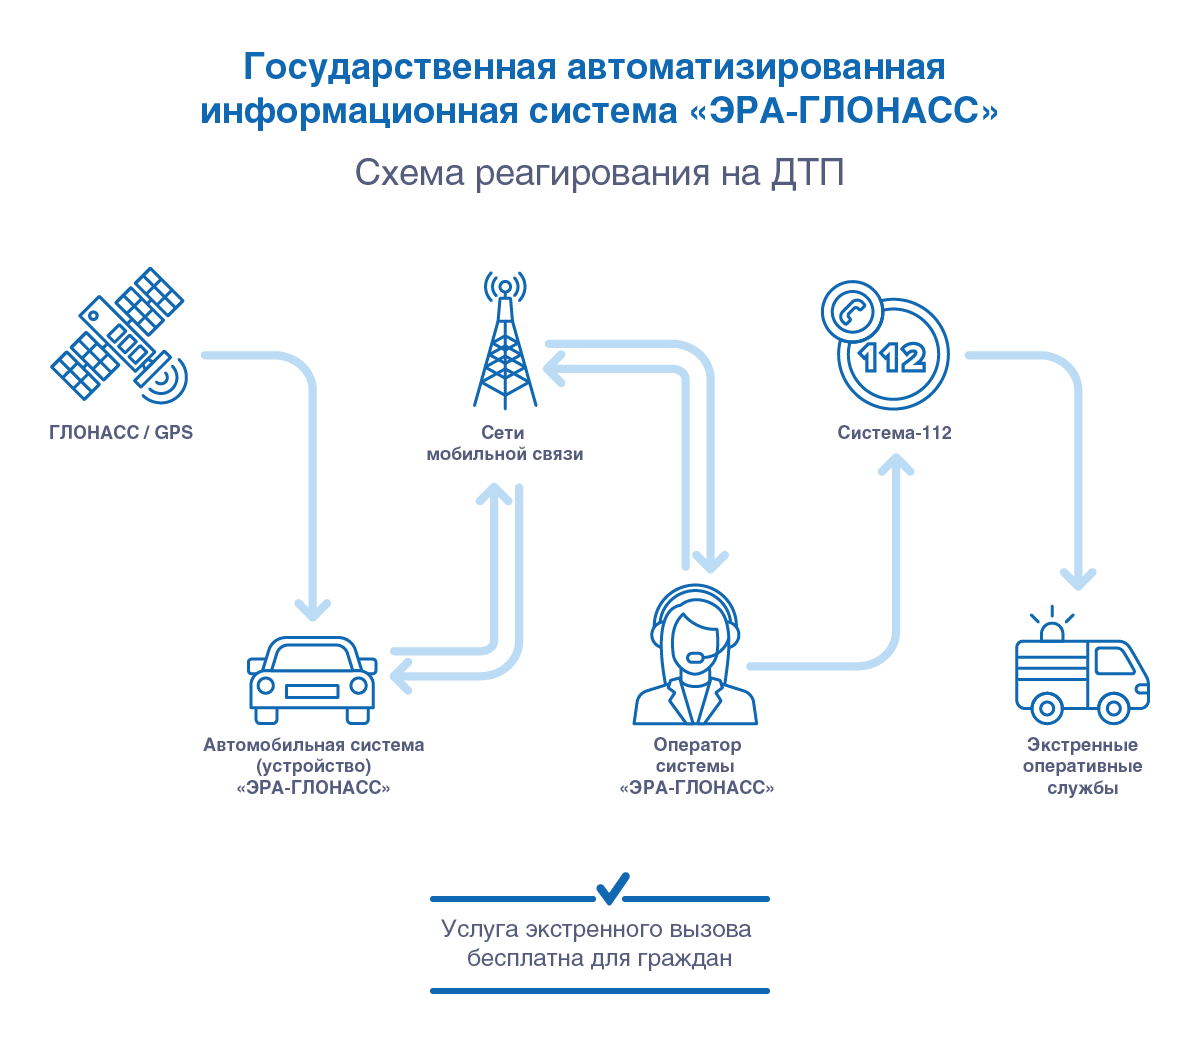 Государственная автоматизированная
информационная система «ЭРА-ГЛОНАСС»
Схема реагирования на ДТП
ГЛОНАСС / GPS
Сети
мобильной связи
112
Система-112
Автомобильная система
(устройство)
«ЭРА-ГЛОНАСС»
Оператор
системы
«ЭРА-ГЛОНАСС»
Экстренные
оперативные
службы
Услуга экстренного вызова
бесплатна для граждан